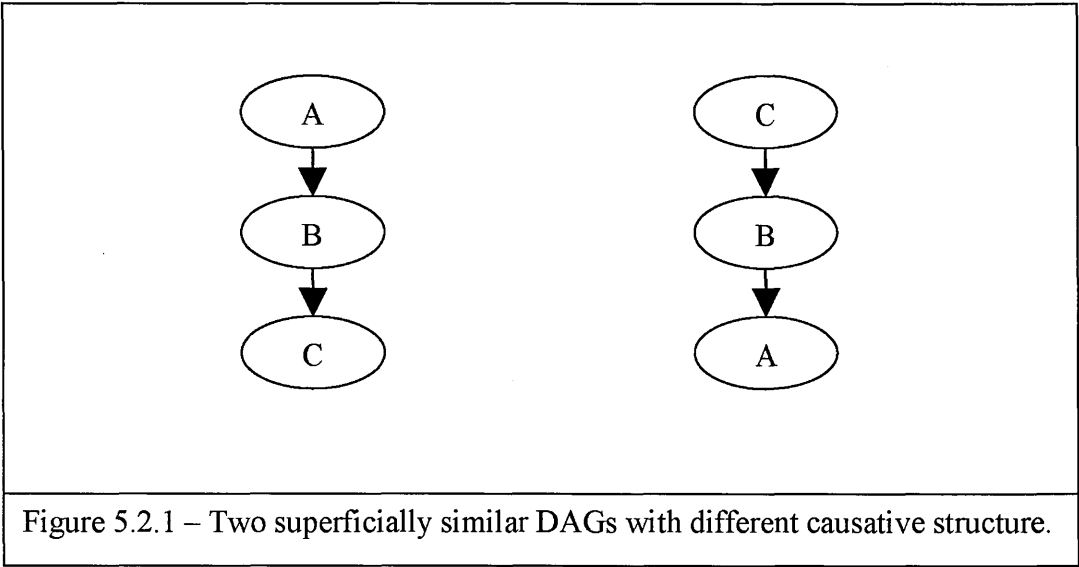 A C
B B
C A
Figure 5.2.1 – Two superficially similar DAGs with different causative structure.